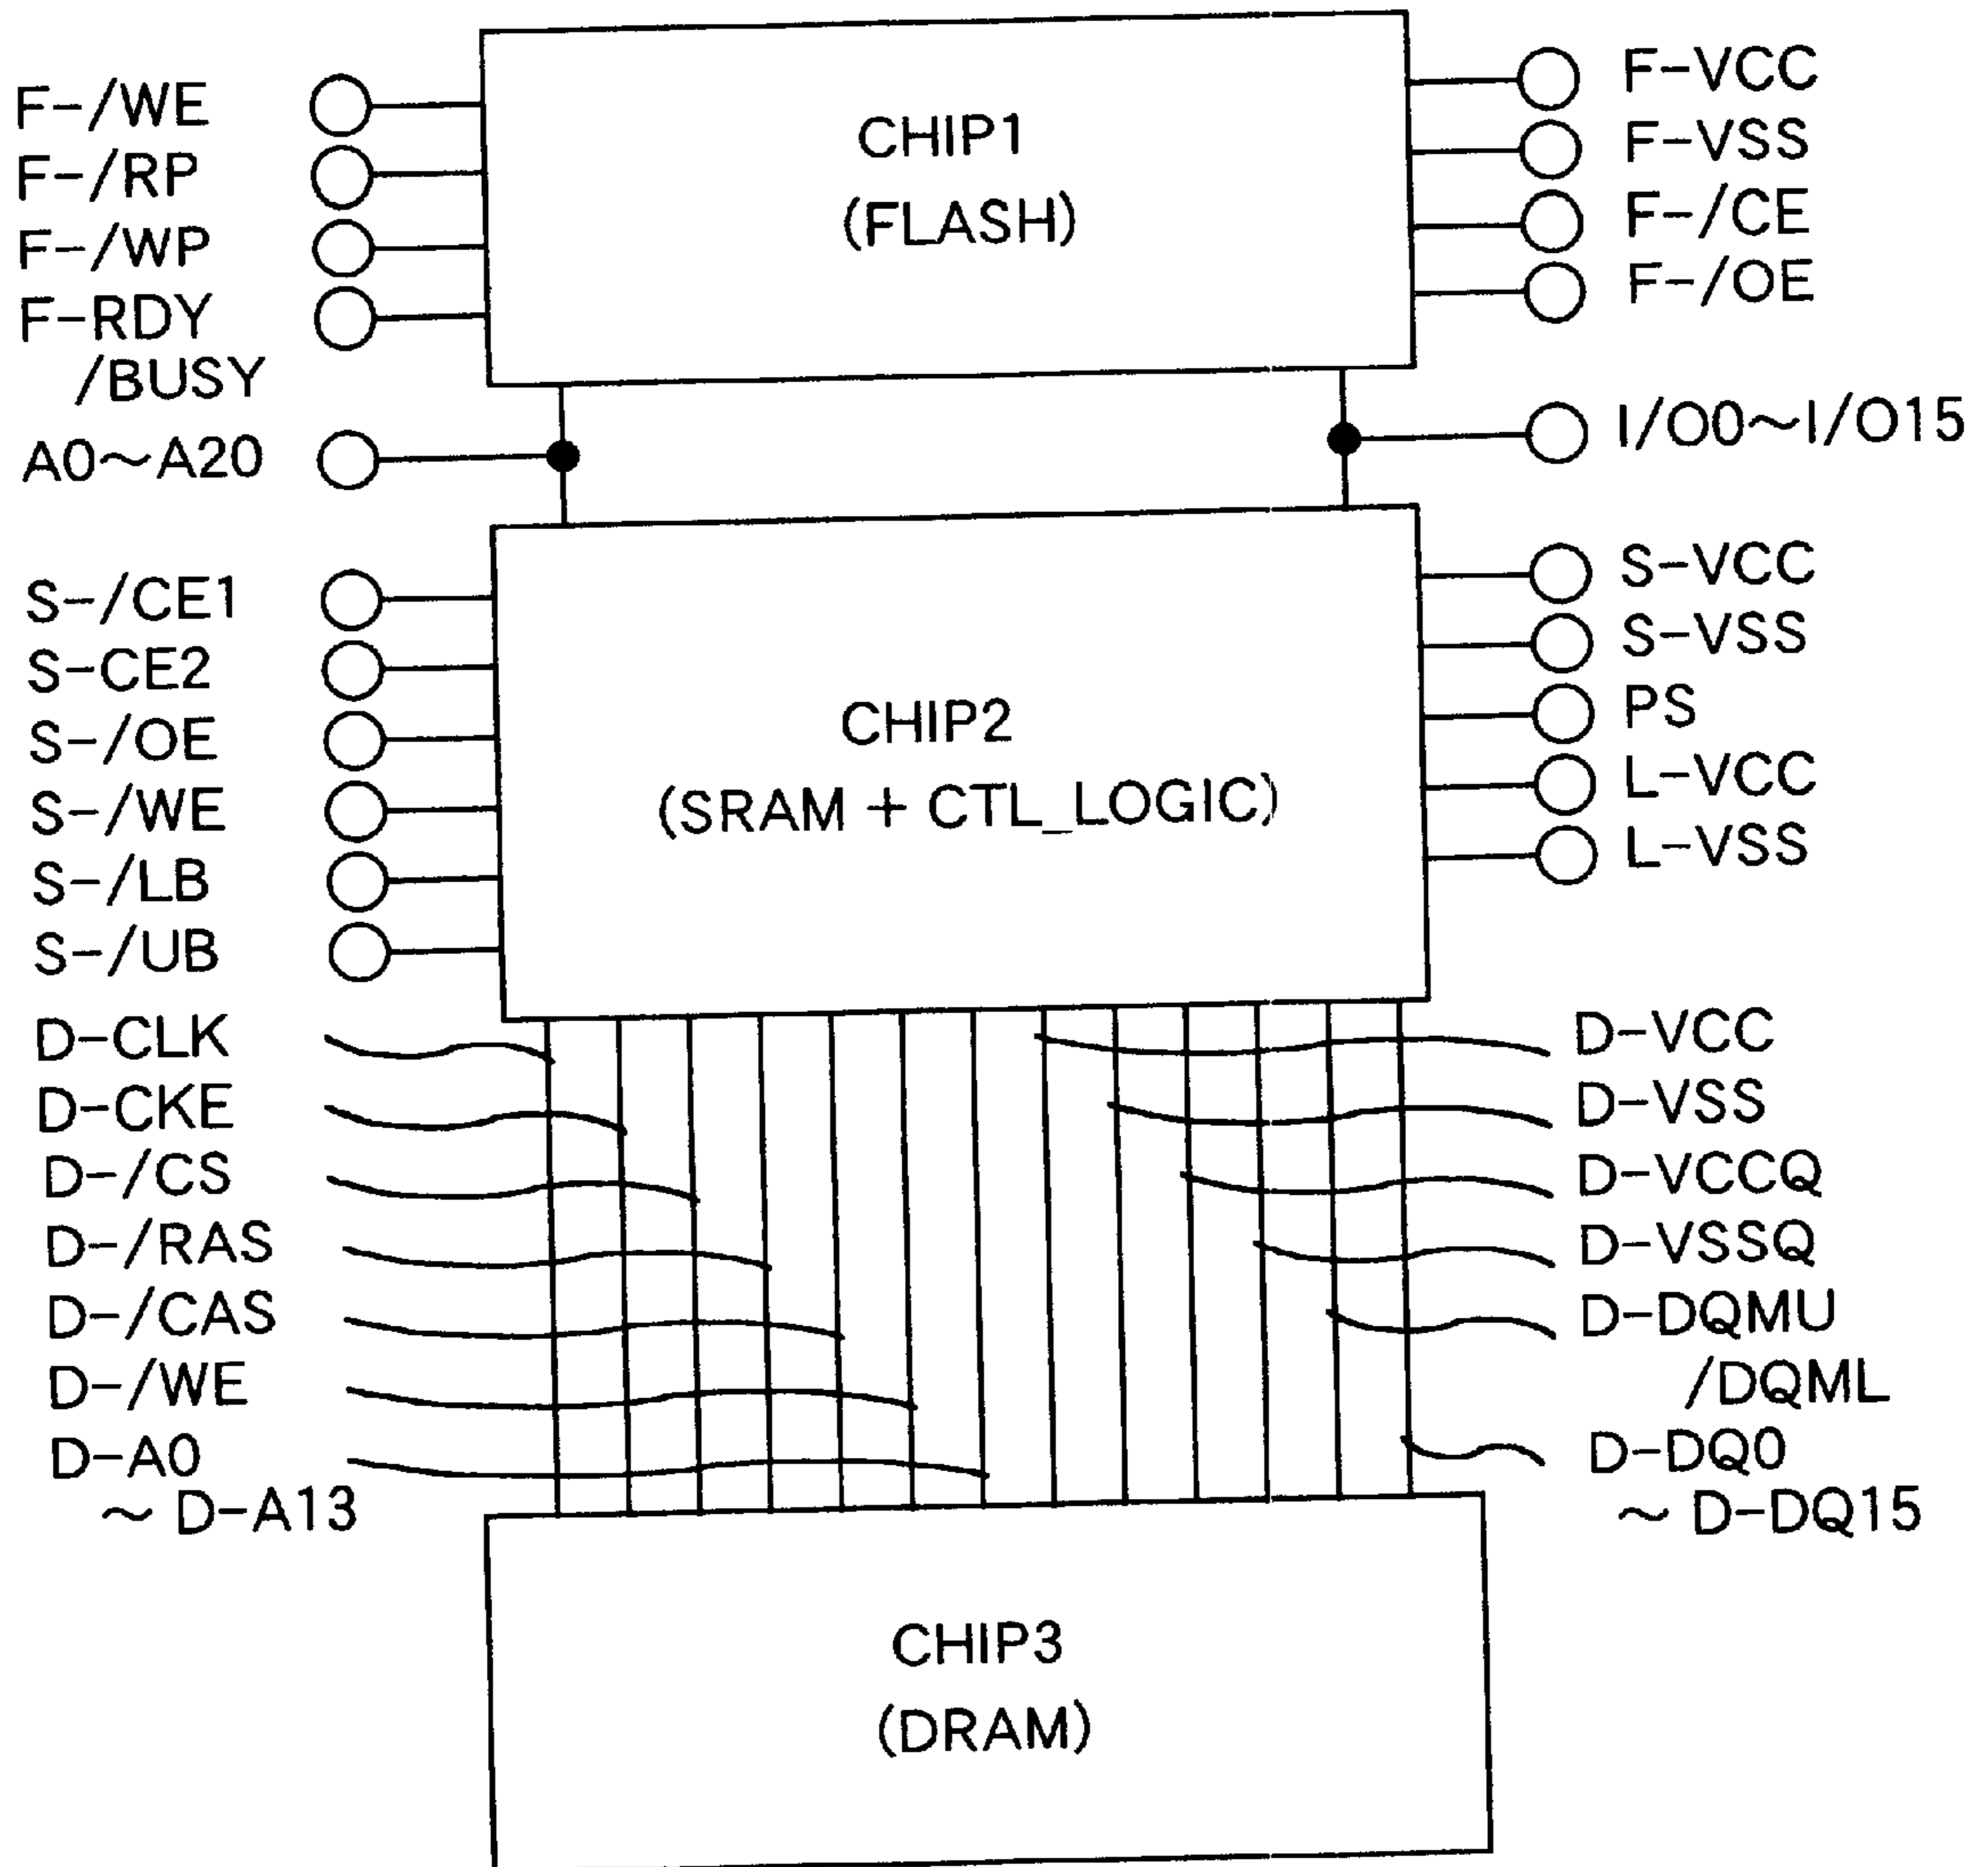 F-/WE
F-/RP
F-/WP
F-RDY
/BUSY
A0~A20
CHIP1
(FLASH)
F-VCC
F-VSS
F-/CE
F-/OE
I/O0~I/O15
S-/CE1
S-CE2
S-/OE
S-/WE
S-/LB
S-/UB
CHIP2
(SRAM + CTL_LOGIC)
S-VCC
S-VSS
PS
L-VCC
L-VSS
D-CLK
D-CKE
D-/CS
D-/RAS
D-/CAS
D-/WE
D-A0
~ D-A13
D-VCC
D-VSS
D-VCCQ
D-VSSQ
D-DQMU
/DQML
D-DQ0
~ D-DQ15
CHIP3
(DRAM)